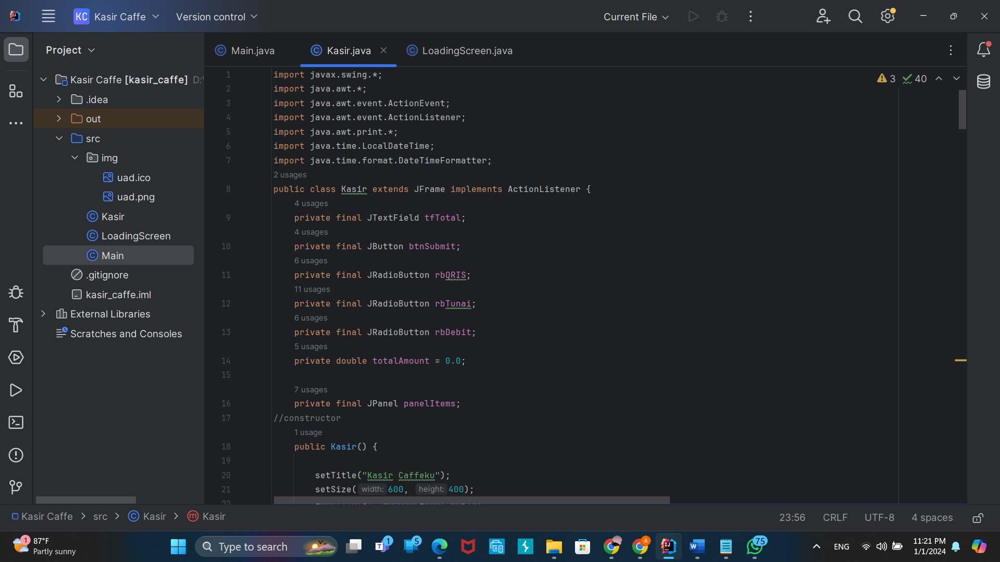 KC Kasir Caffe Version control Current File
Project
Kasir Caffe [kasir_caffe] D:\
.idea
out
src
img
uad.ico
uad.png
Kasir
LoadingScreen
Main
.gitignore
kasir_caffe.iml
External Libraries
Scratches and Consoles
Main.java Kasir.java LoadingScreen.java
3 40
1 import javax.swing.*;
2 import java.awt.*;
3 import java.awt.event.ActionEvent;
4 import java.awt.event.ActionListener;
5 import java.awt.print.*;
6 import java.time.LocalDateTime;
7 import java.time.format.DateTimeFormatter;
2 usages
8 public class Kasir extends JFrame implements ActionListener {
4 usages
9 private final JTextField tfTotal;
4 usages
10 private final JButton btnSubmit;
6 usages
11 private final JRadioButton rbQRIS;
11 usages
12 private final JRadioButton rbTunai;
6 usages
13 private final JRadioButton rbDebit;
5 usages
14 private double totalAmount = 0.0;
15
7 usages
16 private final JPanel panelItems;
17 //constructor
1 usage
18 public Kasir() {
19
20 setTitle("Kasir Caffeku");
21 setSize( width: 600, height: 400);
Kasir Caffe src Kasir Kasir
23:56 CRLF UTF-8 4 spaces
1 87°F
Partly sunny
Type to search
1 5 A W 75
ENG
11:21 PM
1/1/2024